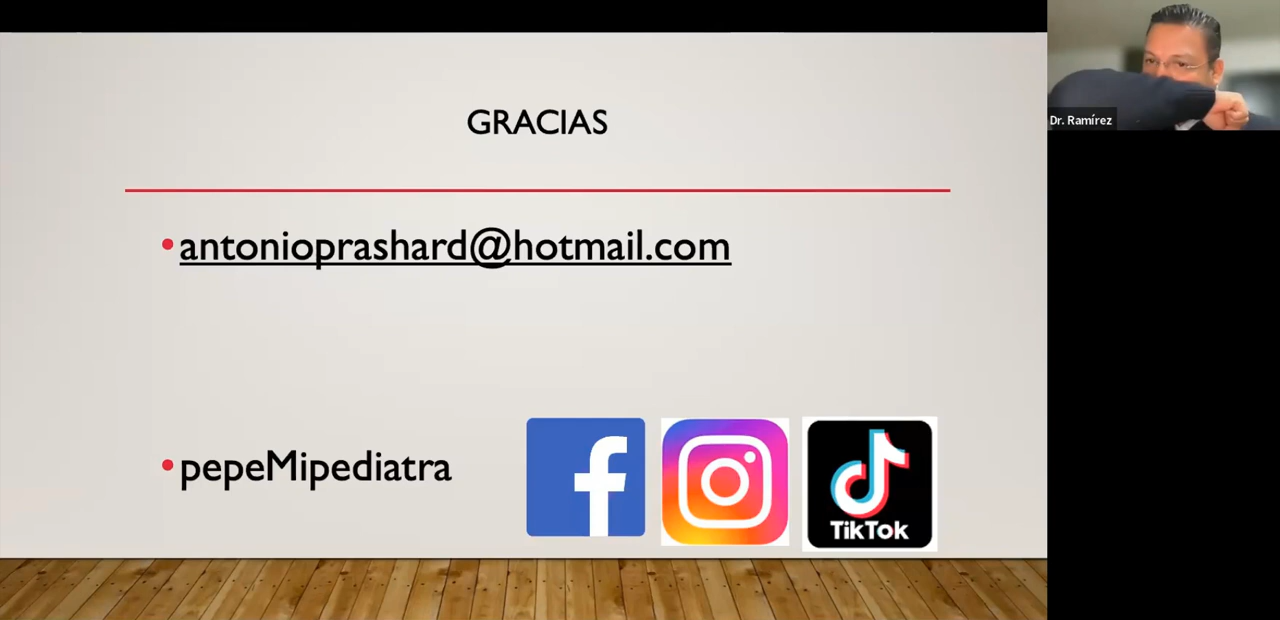 GRACIAS
Dr. Ramírez
antonioprashard@hotmail.com
pepeMipediatra
TikTok